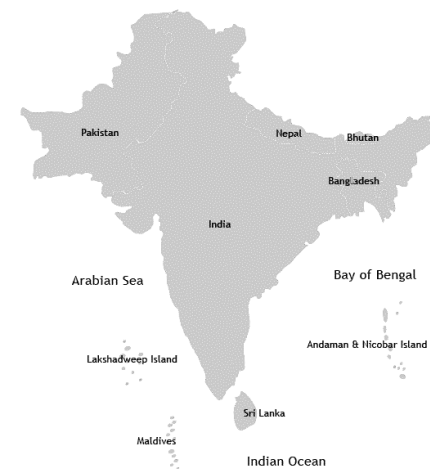 Pakistan
Nepal
Bhutan
Bangladesh
India
Arabian Sea
Bay of Bengal
Andaman & Nicobar Island
Lakshadweep Island
Sri Lanka
Maldives
Indian Ocean